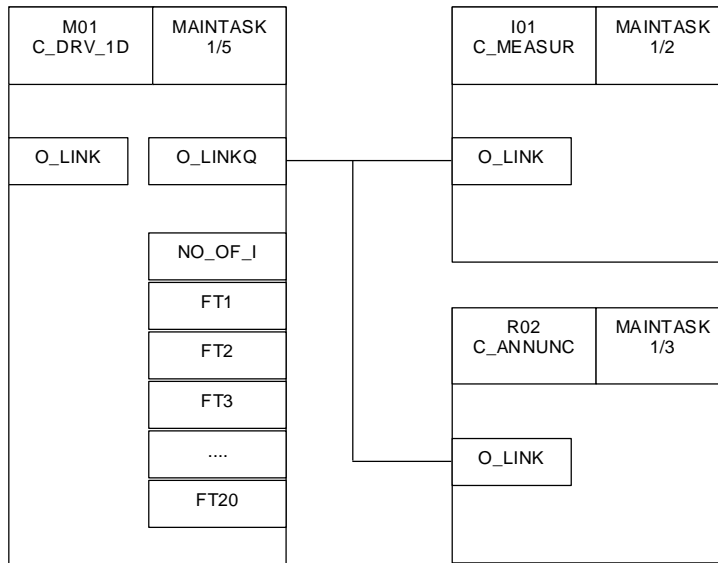 M01
C_DRV_1D
MAINTASK
1/5
O_LINK
O_LINKQ
NO_OF_I
FT1
FT2
FT3
....
FT20
I01
C_MEASUR
MAINTASK
1/2
O_LINK
R02
C_ANNUNC
MAINTASK
1/3
O_LINK